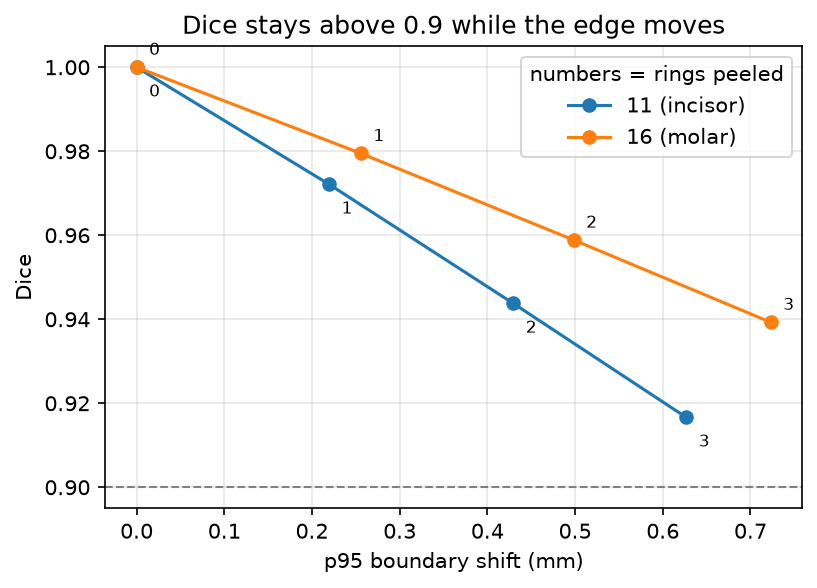 Dice stays above 0.9 while the edge moves
numbers = rings peeled
11 (incisor)
16 (molar)
0
0
1
1
2
2
3
3
Dice
1.00
0.98
0.96
0.94
0.92
0.90
0.0 0.1 0.2 0.3 0.4 0.5 0.6 0.7
p95 boundary shift (mm)